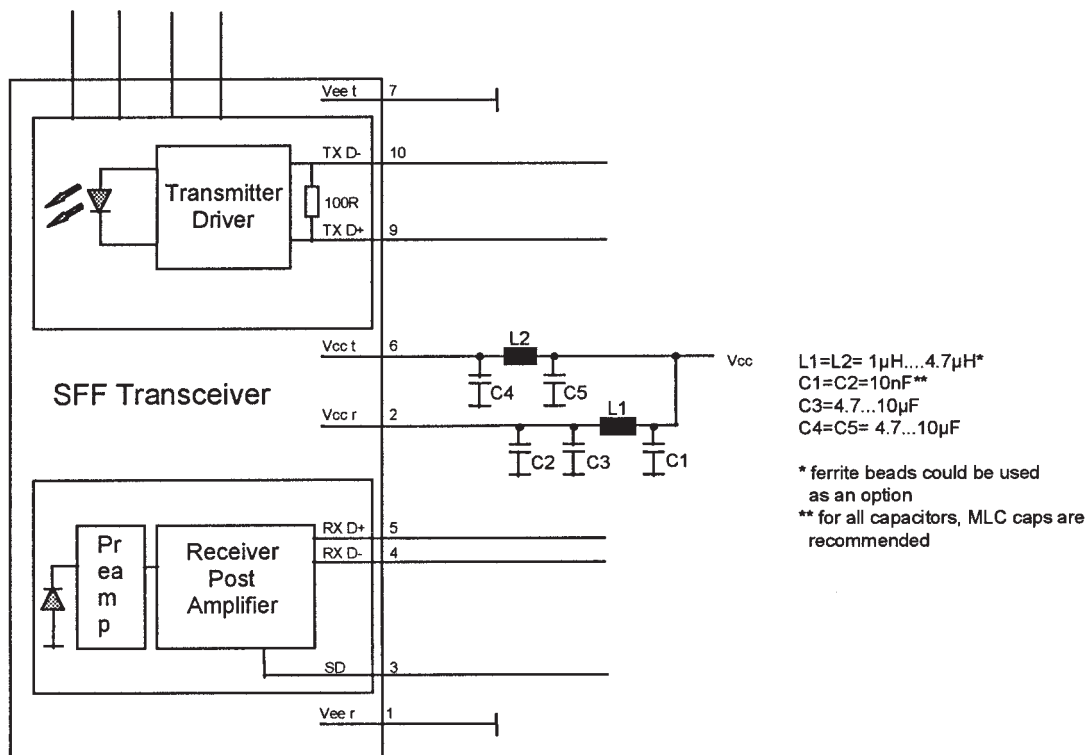 Vee t 7
TX D- 10
Transmitter
Driver
100R
TX D+ 9
Vcc t 6
L2
Vcc
C4
C5
SFF Transceiver
Vcc r 2
L1
C2
C3
C1
L1=L2= 1µH....4.7µH*
C1=C2=10nF**
C3=4.7...10µF
C4=C5= 4.7...10µF
* ferrite beads could be used
as an option
** for all capacitors, MLC caps are
recommended
Pr
ea
m
p
Receiver
Post
Amplifier
RX D+ 5
RX D- 4
SD 3
Vee r 1